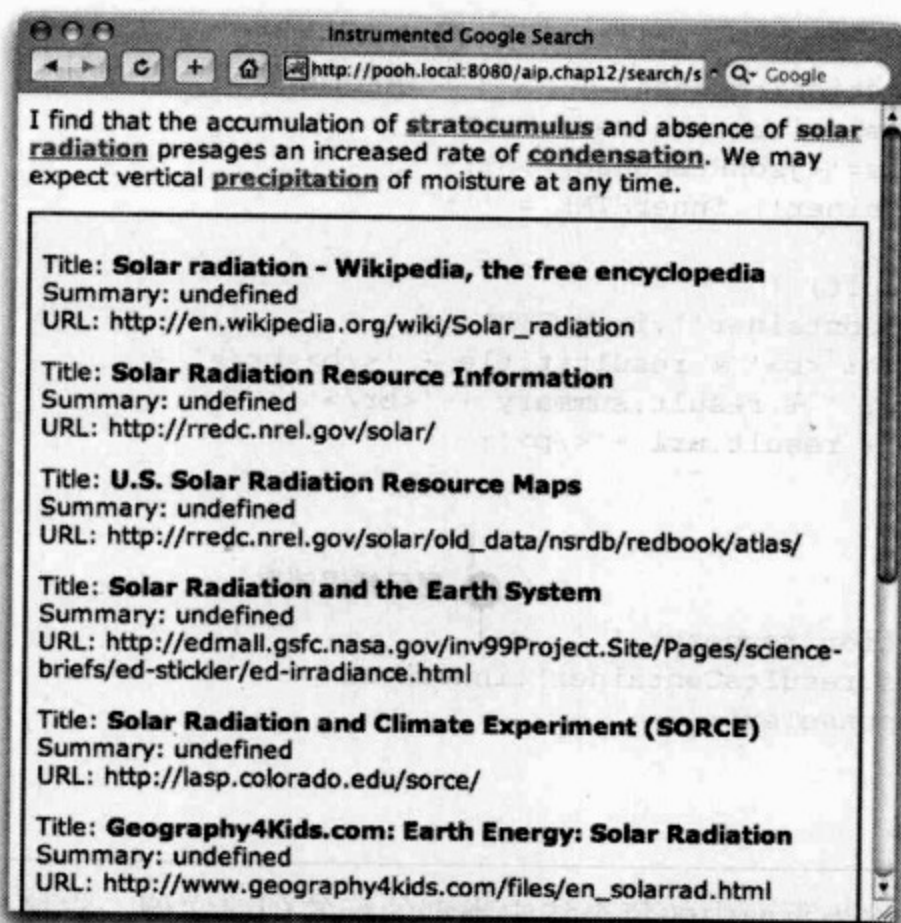 Instrumented Google Search
http://pooh.local:8080/aip.chap12/search/s
Google
I find that the accumulation of stratocumulus and absence of solar
radiation presages an increased rate of condensation. We may
expect vertical precipitation of moisture at any time.
Title: Solar radiation - Wikipedia, the free encyclopedia
Summary: undefined
URL: http://en.wikipedia.org/wiki/Solar_radiation
Title: Solar Radiation Resource Information
Summary: undefined
URL: http://rredc.nrel.gov/solar/
Title: U.S. Solar Radiation Resource Maps
Summary: undefined
URL: http://rredc.nrel.gov/solar/old_data/nsrdb/redbook/atlas/
Title: Solar Radiation and the Earth System
Summary: undefined
URL: http://edmall.gsfc.nasa.gov/inv99Project.Site/Pages/science-
briefs/ed-stickler/ed-irradiance.html
Title: Solar Radiation and Climate Experiment (SORCE)
Summary: undefined
URL: http://lasp.colorado.edu/sorce/
Title: Geography4Kids.com: Earth Energy: Solar Radiation
Summary: undefined
URL: http://www.geography4kids.com/files/en_solarrad.html